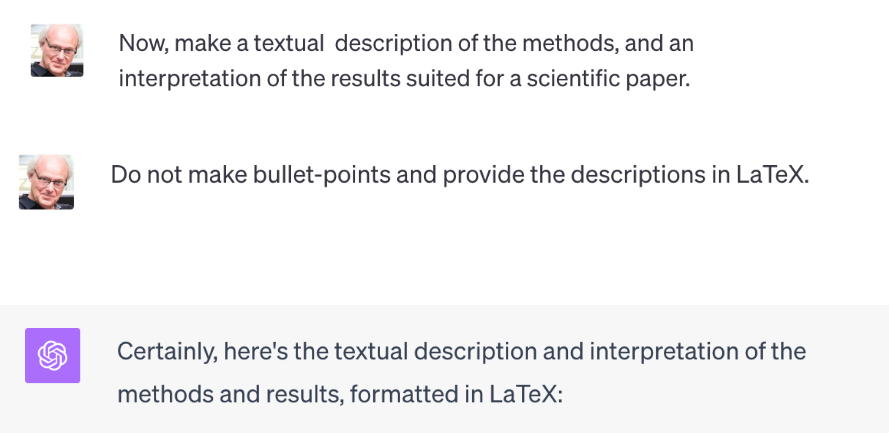 Now, make a textual description of the methods, and an
interpretation of the results suited for a scientific paper.
Do not make bullet-points and provide the descriptions in LaTeX.
Certainly, here's the textual description and interpretation of the
methods and results, formatted in LaTeX: